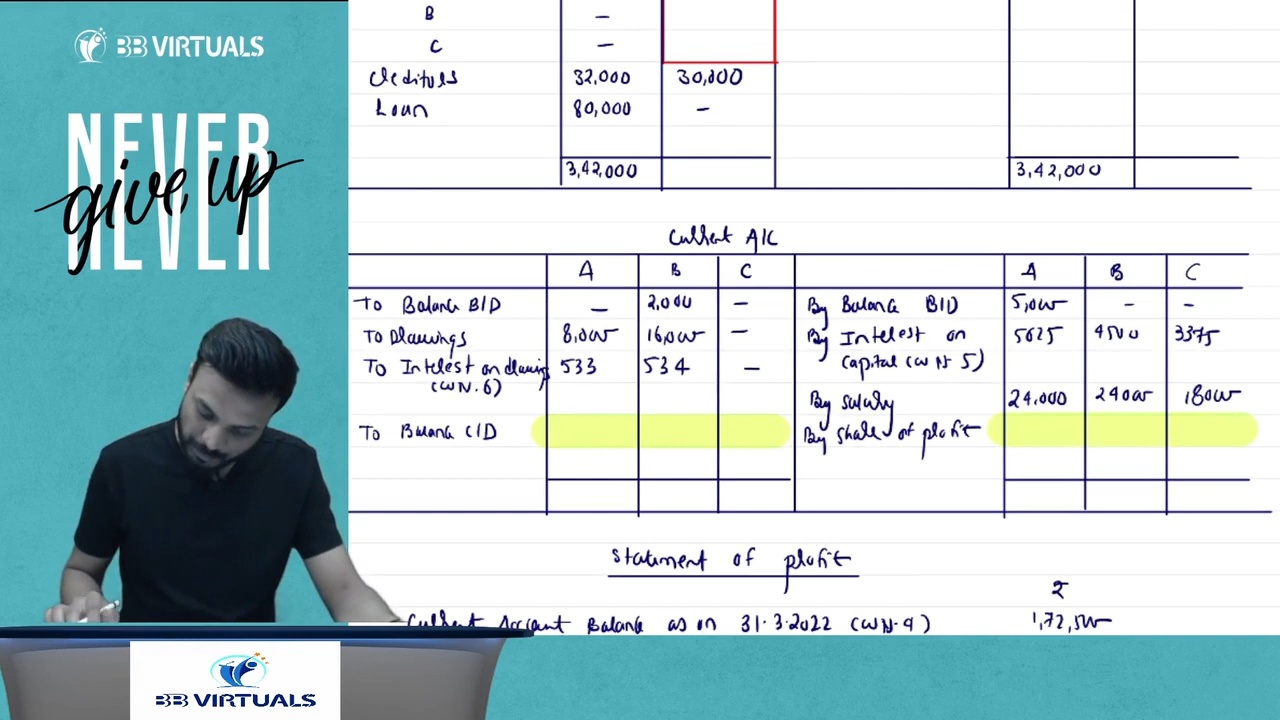 BB VIRTUALS
NEVER
give up
NEVER
B – 
C –
Creditors 32,000 30,000
Loan 80,000 –
3,42,000 3,42,000
Current A/C
A B C A B C
To Balance B/D – 2,000 – By Balance B/D 5,000 – –
To Drawings 8,000 16,000 – By Interest on 5625 4500 3375
To Interest on drawings 533 534 – capital (WN 5)
(WN.6)
By salary 24,000 24000 18000
To Balance C/D By share of profit
Statement of profit
₹
Current Account Balance as on 31.3.2022 (WN.4) 1,72,500
BB VIRTUALS